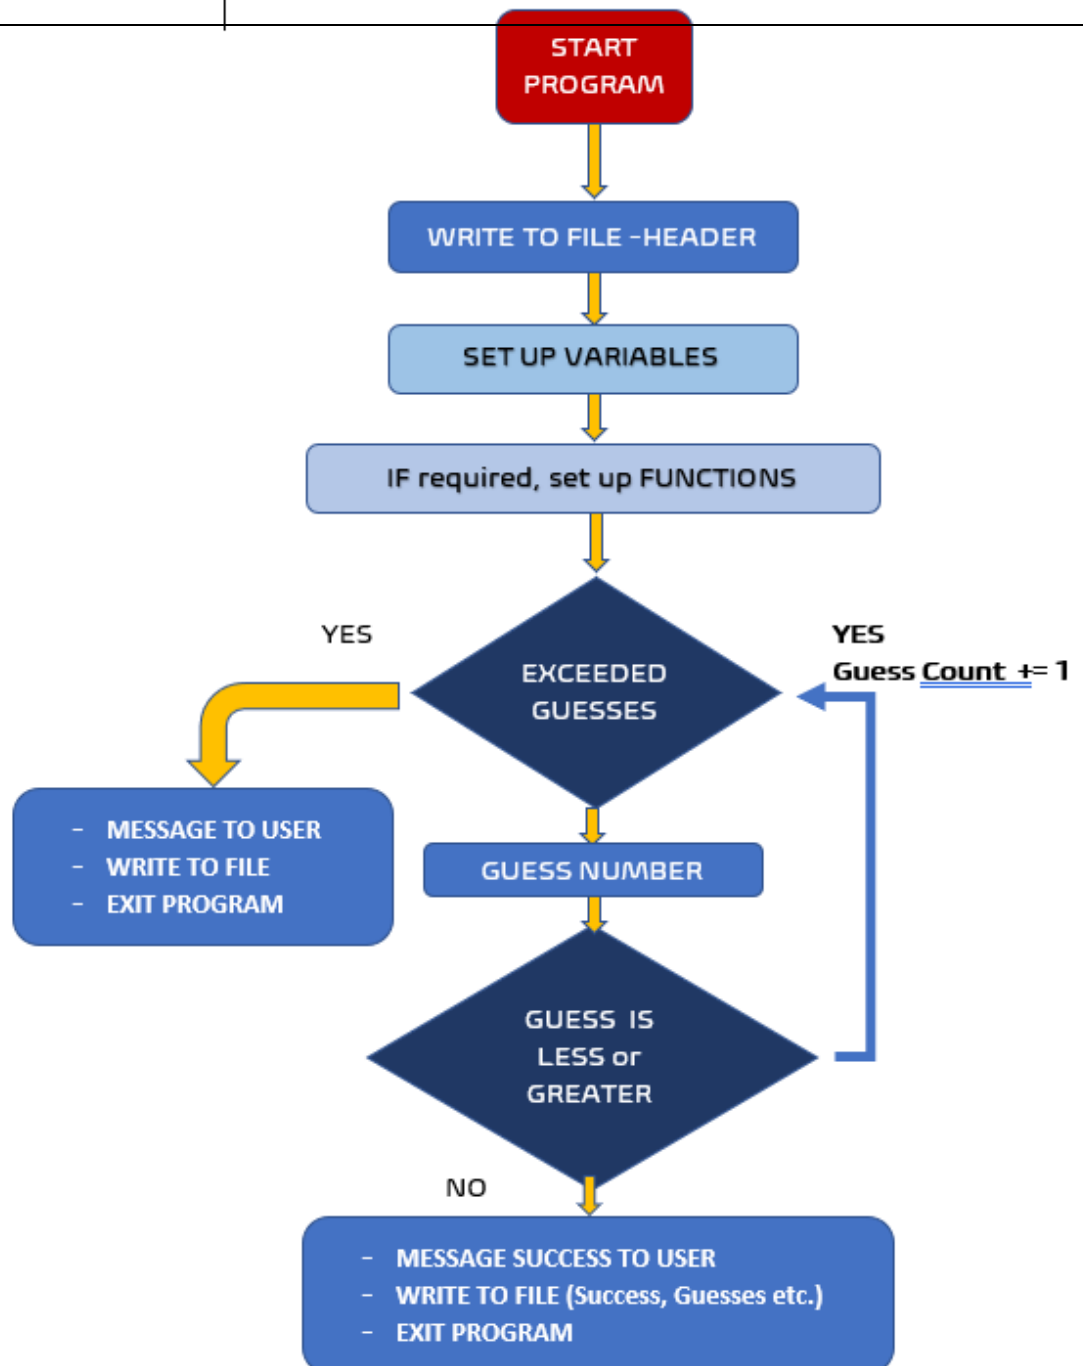 START
PROGRAM
WRITE TO FILE -HEADER
SET UP VARIABLES
IF required, set up FUNCTIONS
YES
EXCEEDED
GUESSES
YES
Guess Count += 1
- MESSAGE TO USER
- WRITE TO FILE
- EXIT PROGRAM
GUESS NUMBER
GUESS IS
LESS or
GREATER
NO
- MESSAGE SUCCESS TO USER
- WRITE TO FILE (Success, Guesses etc.)
- EXIT PROGRAM